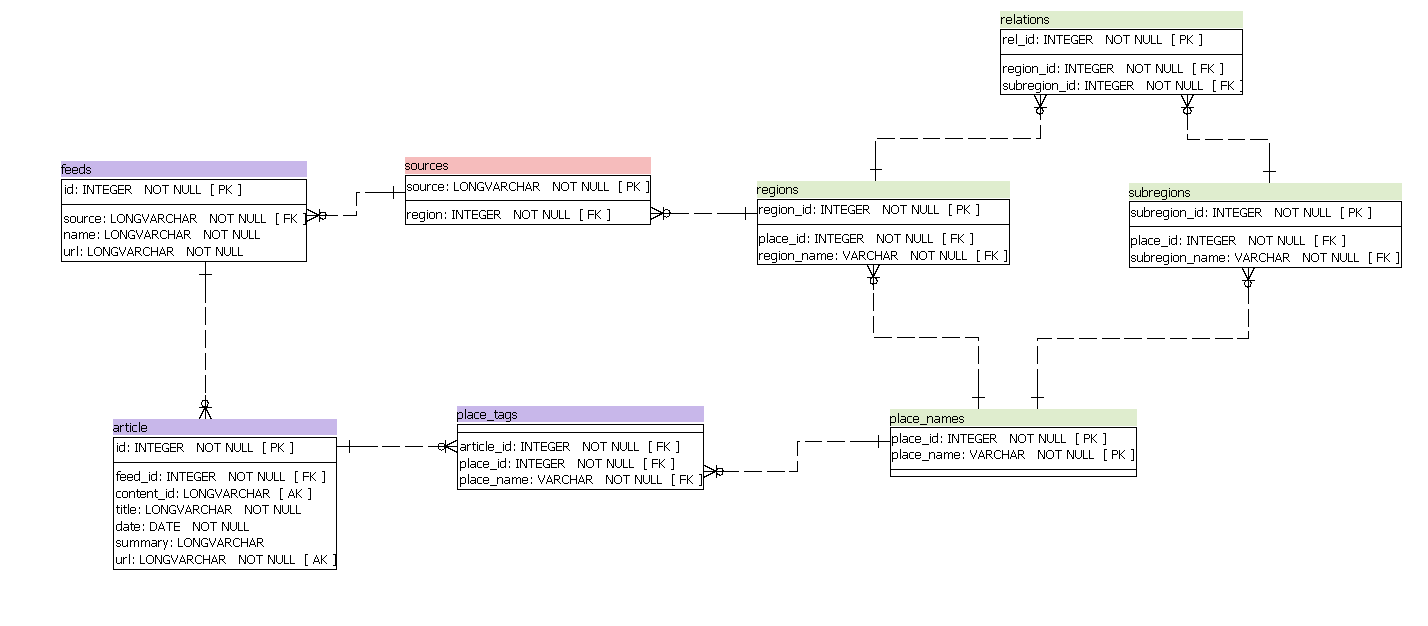 relations
rel_id: INTEGER NOT NULL [ PK ]
region_id: INTEGER NOT NULL [ FK ]
subregion_id: INTEGER NOT NULL [ FK ]
feeds
id: INTEGER NOT NULL [ PK ]
source: LONGVARCHAR NOT NULL [ FK ]
name: LONGVARCHAR NOT NULL
url: LONGVARCHAR NOT NULL
sources
source: LONGVARCHAR NOT NULL [ PK ]
region: INTEGER NOT NULL [ FK ]
regions
region_id: INTEGER NOT NULL [ PK ]
place_id: INTEGER NOT NULL [ FK ]
region_name: VARCHAR NOT NULL [ FK ]
subregions
subregion_id: INTEGER NOT NULL [ PK ]
place_id: INTEGER NOT NULL [ FK ]
subregion_name: VARCHAR NOT NULL [ FK ]
article
id: INTEGER NOT NULL [ PK ]
feed_id: INTEGER NOT NULL [ FK ]
content_id: LONGVARCHAR [ AK ]
title: LONGVARCHAR NOT NULL
date: DATE NOT NULL
summary: LONGVARCHAR
url: LONGVARCHAR NOT NULL [ AK ]
place_tags
article_id: INTEGER NOT NULL [ FK ]
place_id: INTEGER NOT NULL [ FK ]
place_name: VARCHAR NOT NULL [ FK ]
place_names
place_id: INTEGER NOT NULL [ PK ]
place_name: VARCHAR NOT NULL [ PK ]